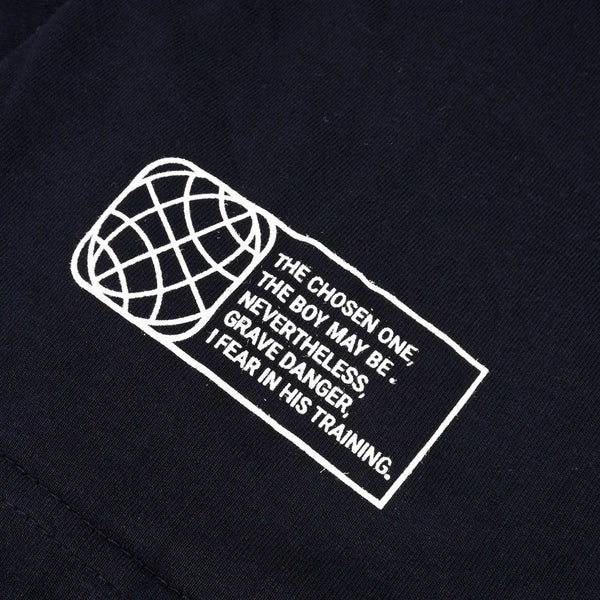 THE CHOSEN ONE,
THE BOY MAY BE.
NEVERTHELESS,
GRAVE DANGER,
I FEAR IN HIS TRAINING.